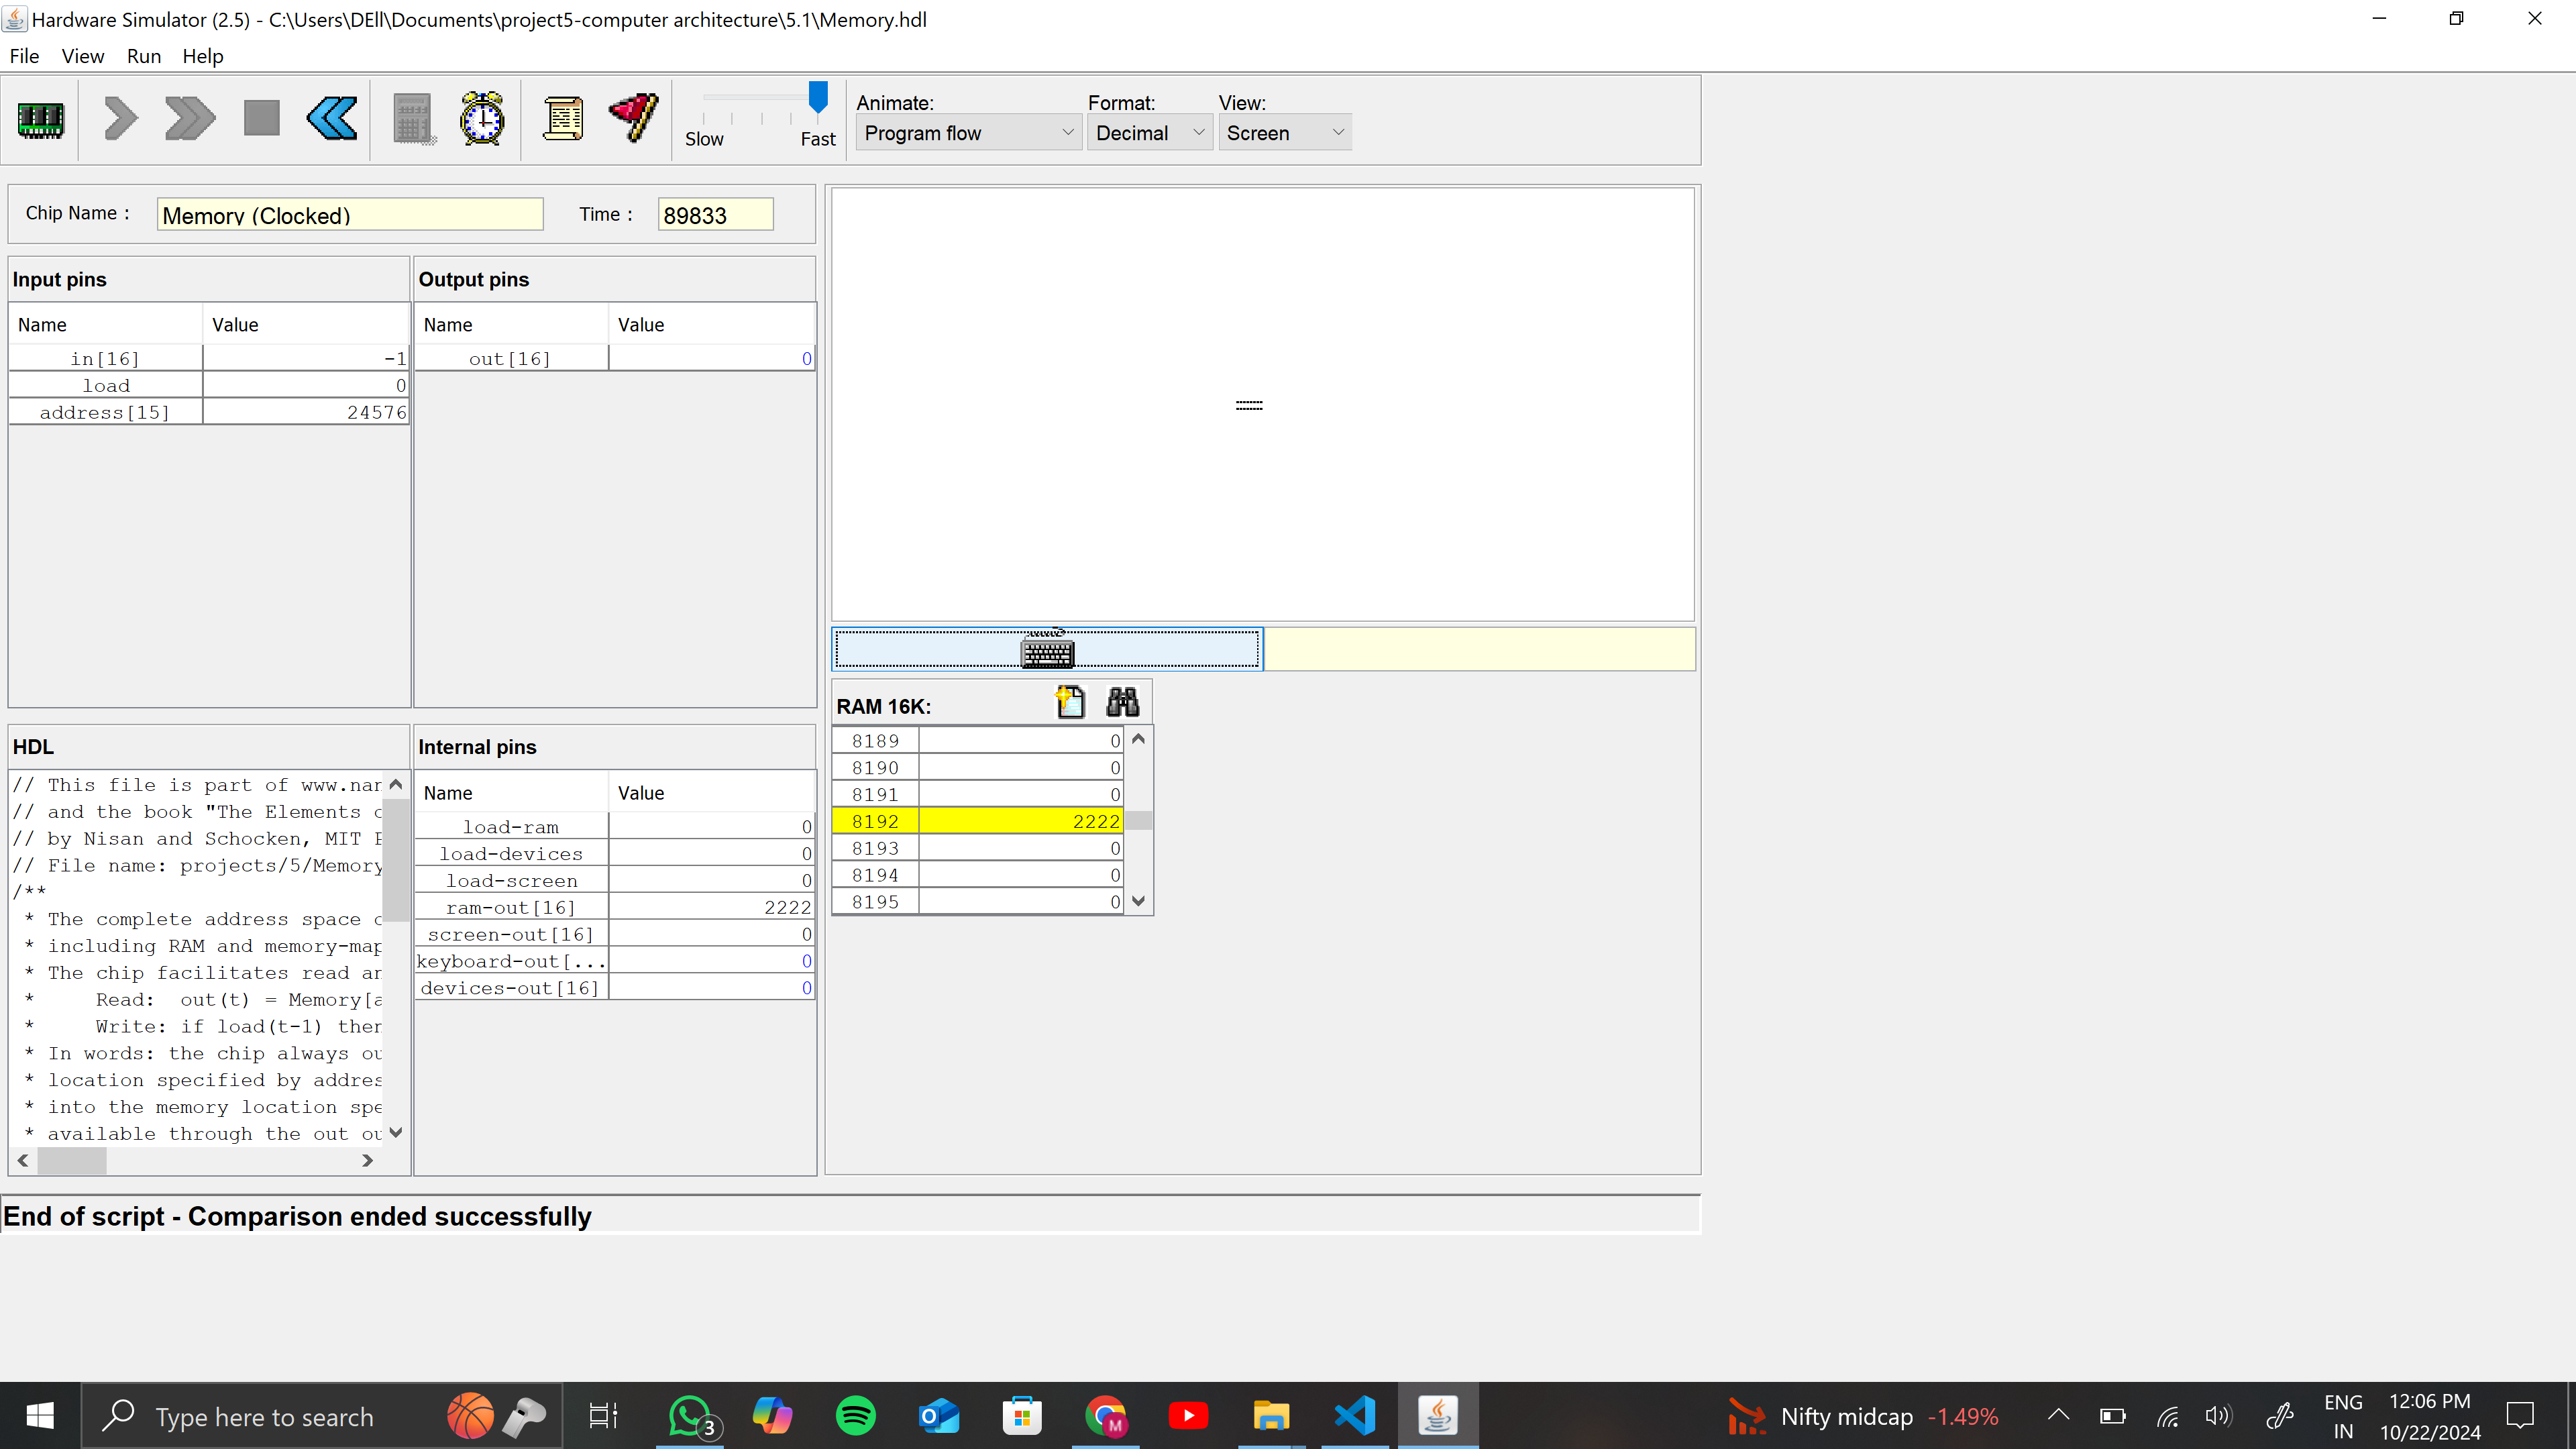 Hardware Simulator (2.5) - C:\Users\DEll\Documents\project5-computer architecture\5.1\Memory.hdl
File View Run Help
Slow Fast
Animate: Format: View:
Program flow Decimal Screen
Chip Name : Memory (Clocked) Time : 89833
Input pins
Name Value
in[16] -1
load 0
address[15] 24576
Output pins
Name Value
out[16] 0
RAM 16K:
8189 0
8190 0
8191 0
8192 2222
8193 0
8194 0
8195 0
HDL
// This file is part of www.nan
// and the book "The Elements o
// by Nisan and Schocken, MIT P
// File name: projects/5/Memory
/**
* The complete address space o
* including RAM and memory-map
* The chip facilitates read an
* Read: out(t) = Memory[a
* Write: if load(t-1) then
* In words: the chip always ou
* location specified by addres
* into the memory location spe
* available through the out ou
Internal pins
Name Value
load-ram 0
load-devices 0
load-screen 0
ram-out[16] 2222
screen-out[16] 0
keyboard-out[... 0
devices-out[16] 0
End of script - Comparison ended successfully
Type here to search
3
M
Nifty midcap -1.49%
ENG
IN
12:06 PM
10/22/2024